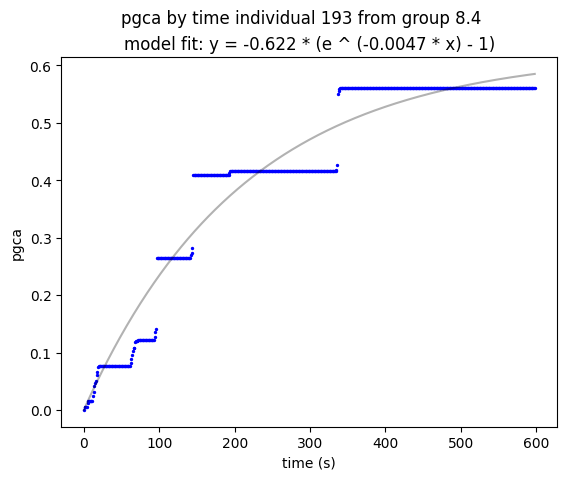 pgca by time individual 193 from group 8.4
model fit: y = -0.622 * (e ^ (-0.0047 * x) - 1)
0.6
0.5
0.4
0.3
0.2
0.1
0.0
pgca
0 100 200 300 400 500 600
time (s)